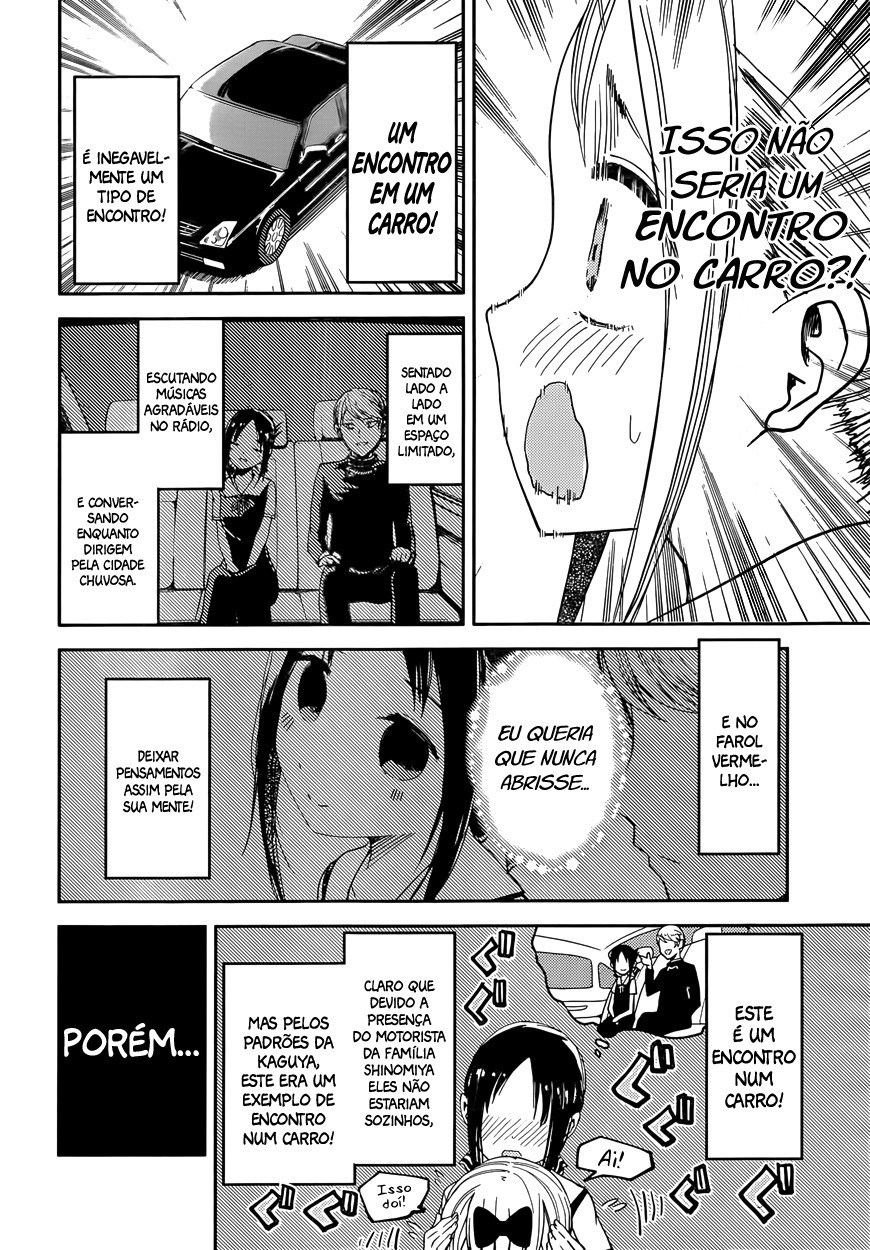 ISSO NÃO
SERIA UM
ENCONTRO
NO CARRO?!
UM
ENCONTRO
EM UM
CARRO!
É INEGAVEL-
MENTE UM
TIPO DE
ENCONTRO!
SENTADO
LADO A
LADO
EM UM
ESPAÇO
LIMITADO,
ESCUTANDO
MÚSICAS
AGRADÁVEIS
NO RÁDIO,
E CONVER-
SANDO
ENQUANTO
DIRIGEM
PELA CIDADE
CHUVOSA.
E NO
FAROL
VERME-
LHO...
EU QUERIA
QUE NUNCA
ABRISSE...
DEIXAR
PENSAMENTOS
ASSIM PELA
SUA MENTE!
ESTE
É UM
ENCONTRO
NUM
CARRO!
CLARO QUE
DEVIDO A
PRESENÇA
DO MOTORISTA
DA FAMÍLIA
SHINOMIYA
ELES NÃO
ESTARIAM
SOZINHOS,
MAS PELOS
PADRÕES DA
KAGUYA,
ESTE ERA UM
EXEMPLO DE
ENCONTRO
NUM CARRO!
Ai!
Isso
doí!
PORÉM...